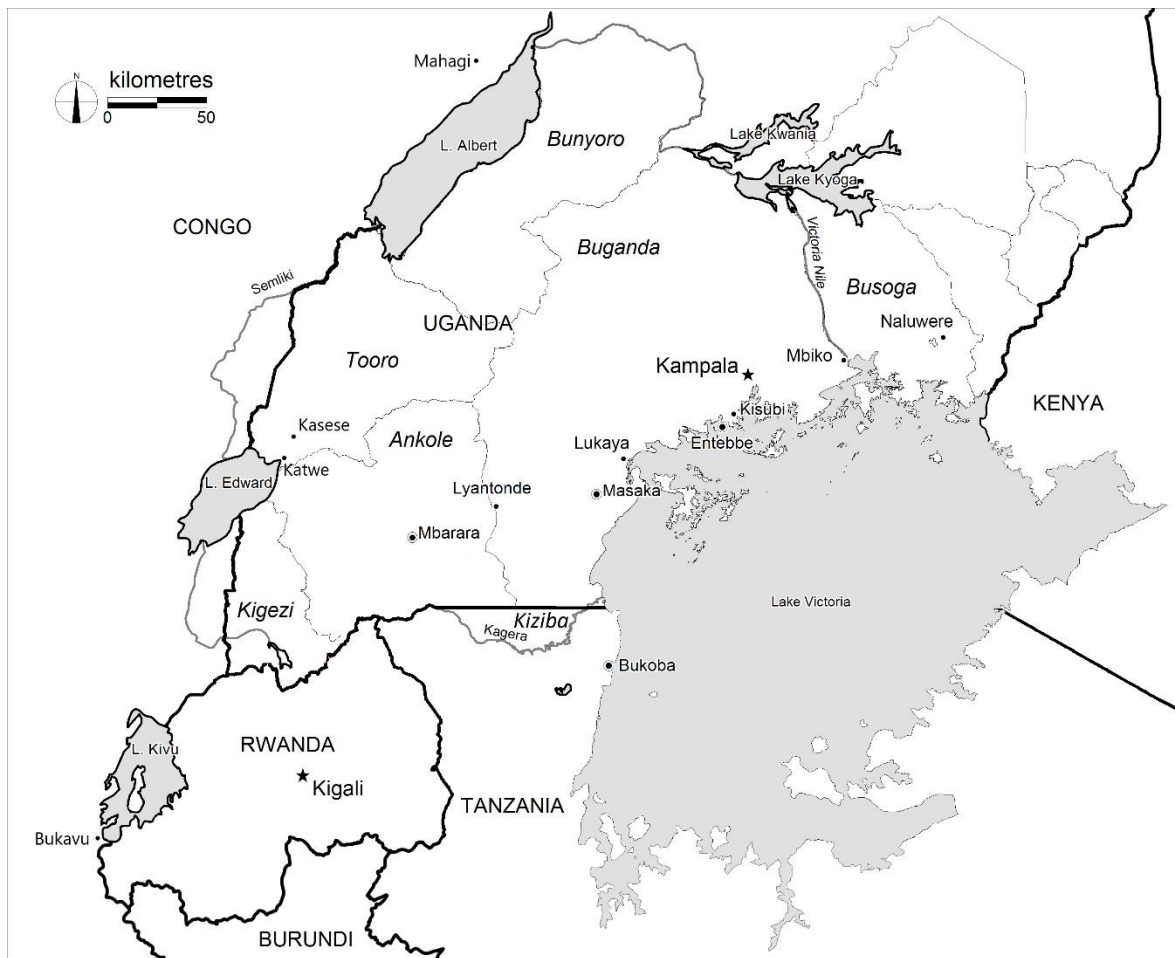 Mahagi
N
kilometres
0 50
L. Albert
Bunyoro
Lake Kwania
Lake Kyoga
CONGO
Semliki
Buganda
Victoria Nile
Busoga
UGANDA
Naluwere
Tooro
Mbiko
Kampala
KENYA
Kisubi
Kasese
Ankole
Entebbe
Lukaya
Katwe
L. Edward
Lyantonde
Masaka
Mbarara
Lake Victoria
Kigezi
Kiziba
Kagera
Bukoba
RWANDA
L. Kivu
Kigali
TANZANIA
Bukavu
BURUNDI